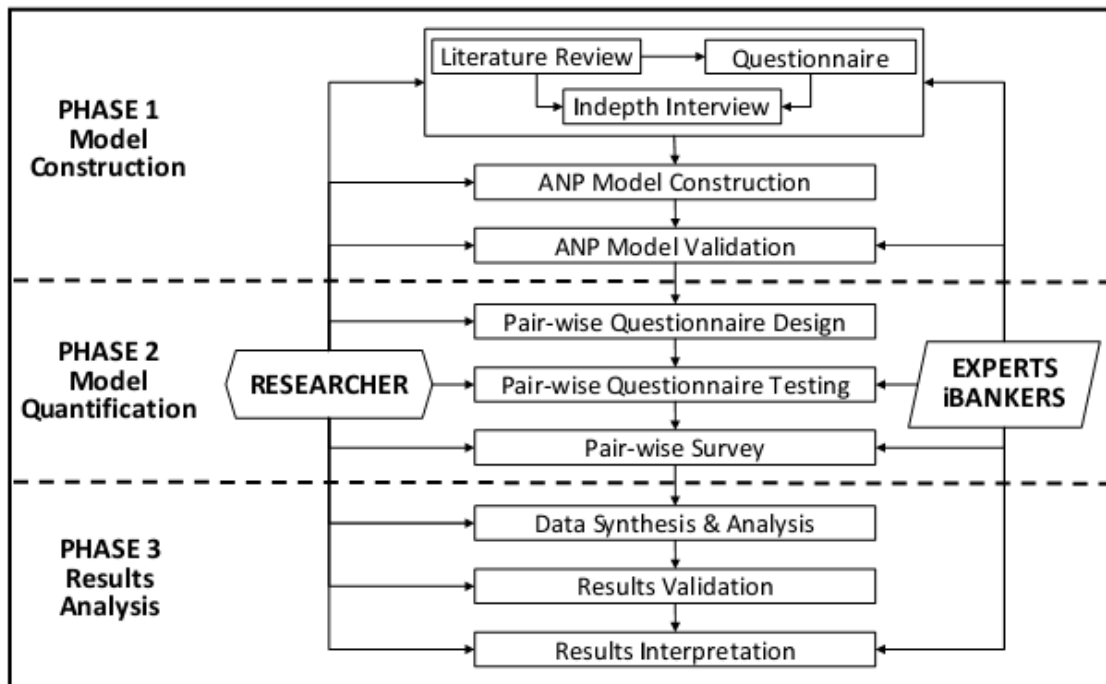 PHASE 1
Model
Construction
Literature Review
Questionnaire
Indepth Interview
ANP Model Construction
ANP Model Validation
PHASE 2
Model
Quantification
RESEARCHER
Pair-wise Questionnaire Design
Pair-wise Questionnaire Testing
Pair-wise Survey
EXPERTS
iBANKERS
PHASE 3
Results
Analysis
Data Synthesis & Analysis
Results Validation
Results Interpretation